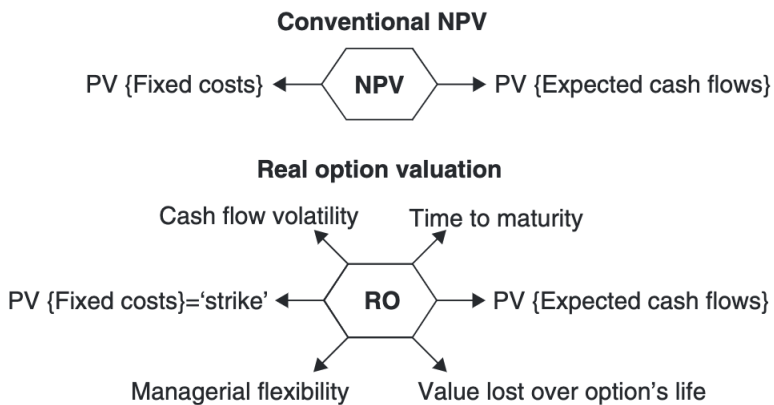 Conventional NPV
PV {Fixed costs}
NPV
PV {Expected cash flows}
Real option valuation
Cash flow volatility
Time to maturity
PV {Fixed costs}=‘strike’
RO
PV {Expected cash flows}
Managerial flexibility
Value lost over option’s life